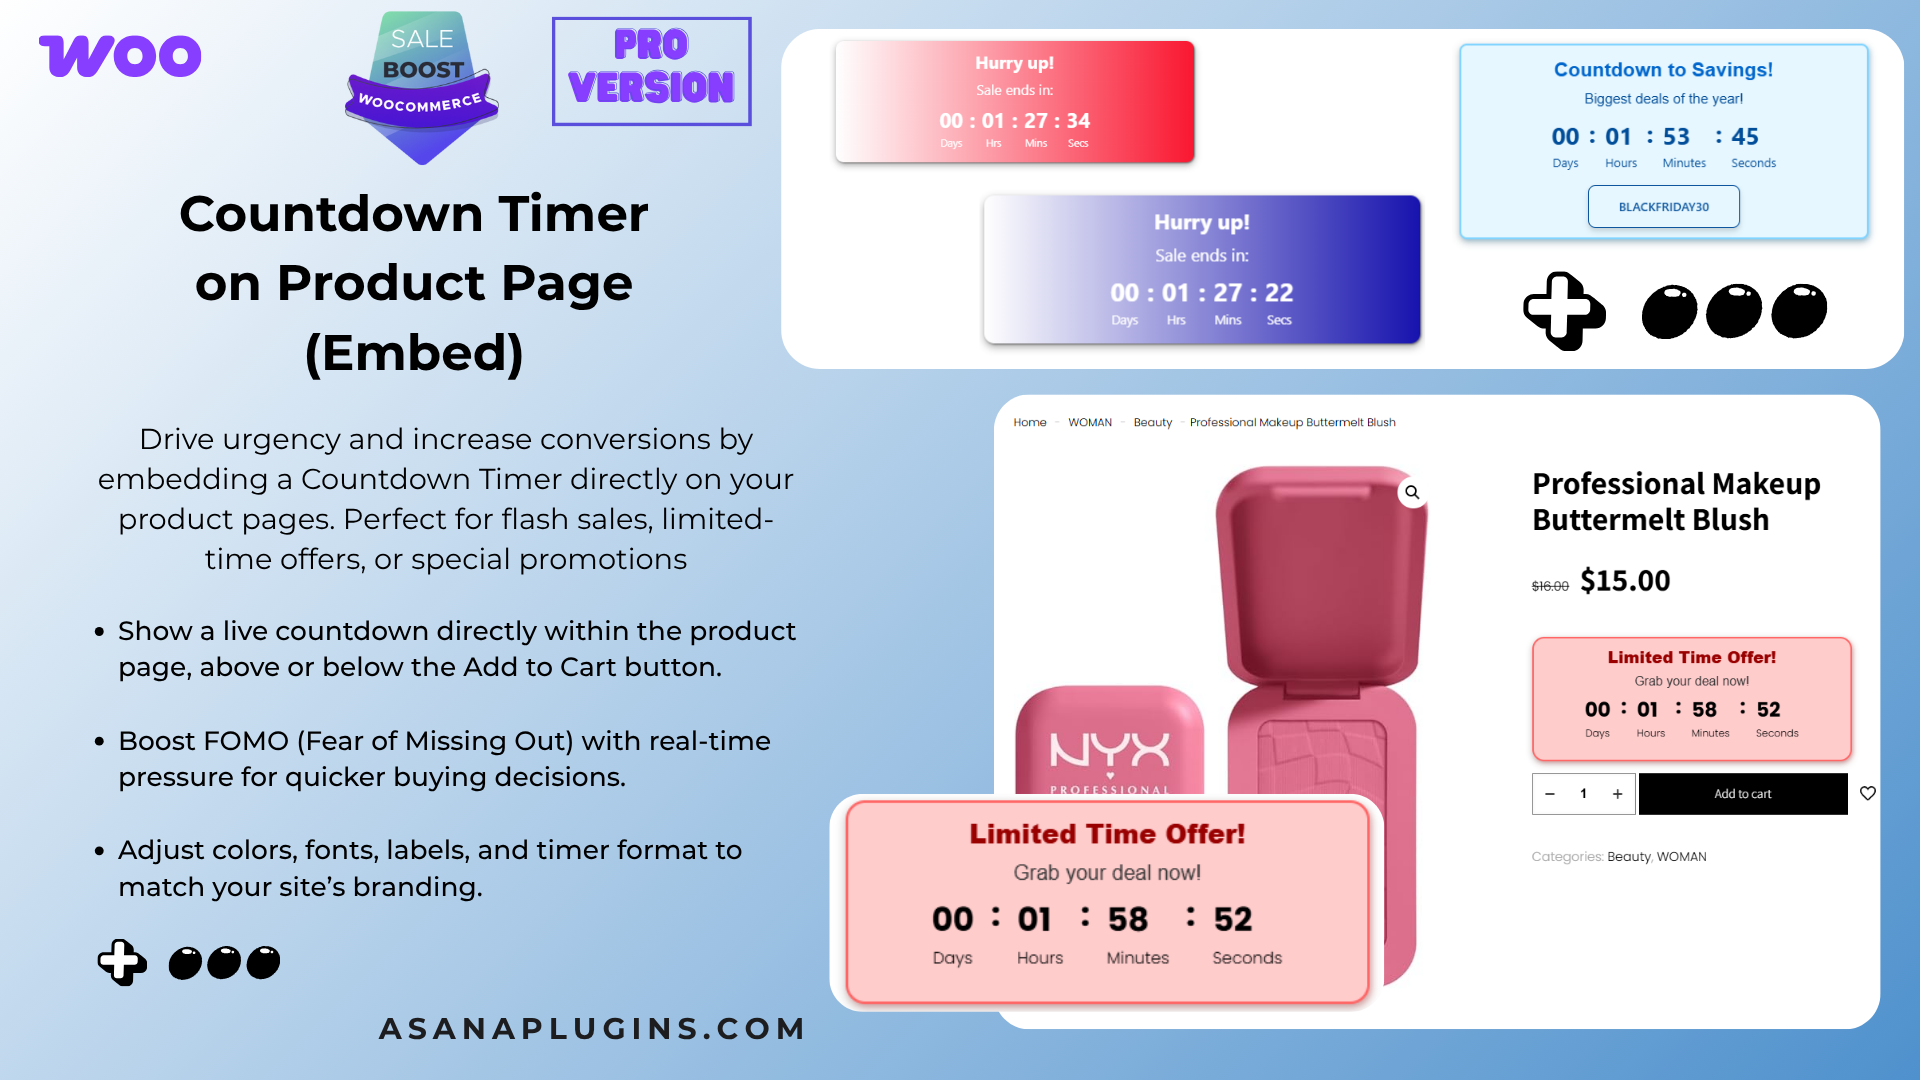 WOO
SALE
BOOST
WOOCOMMERCE
PRO
VERSION
Countdown Timer
on Product Page
(Embed)
Drive urgency and increase conversions by
embedding a Countdown Timer directly on your
product pages. Perfect for flash sales, limited-
time offers, or special promotions
• Show a live countdown directly within the product
page, above or below the Add to Cart button.
• Boost FOMO (Fear of Missing Out) with real-time
pressure for quicker buying decisions.
• Adjust colors, fonts, labels, and timer format to
match your site’s branding.
ASANAPLUGINS.COM
Hurry up!
Sale ends in:
00 : 01 : 27 : 34
Days Hrs Mins Secs
Hurry up!
Sale ends in:
00 : 01 : 27 : 22
Days Hrs Mins Secs
Countdown to Savings!
Biggest deals of the year!
00 : 01 : 53 : 45
Days Hours Minutes Seconds
BLACKFRIDAY30
Home - WOMAN - Beauty - Professional Makeup Buttermelt Blush
NYX
PROFESSIONAL
Professional Makeup
Buttermelt Blush
$16.00 $15.00
Limited Time Offer!
Grab your deal now!
00 : 01 : 58 : 52
Days Hours Minutes Seconds
− 1 + Add to cart
Categories: Beauty, WOMAN
Limited Time Offer!
Grab your deal now!
00 : 01 : 58 : 52
Days Hours Minutes Seconds